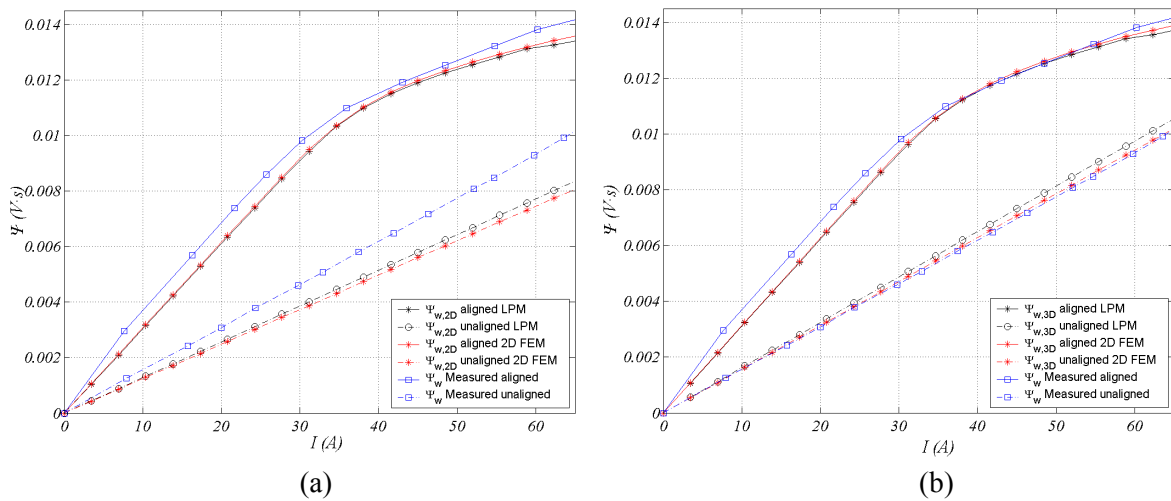 0.014
0.012
0.01
0.008
0.006
0.004
0.002
0
Ψ (V·s)
0 10 20 30 40 50 60
I (A)
Ψw,2D aligned LPM
Ψw,2D unaligned LPM
Ψw,2D aligned 2D FEM
Ψw,2D unaligned 2D FEM
Ψw Measured aligned
Ψw Measured unaligned
(a)
0.014
0.012
0.01
0.008
0.006
0.004
0.002
0
Ψ (V·s)
0 10 20 30 40 50 60
I (A)
Ψw,3D aligned LPM
Ψw,3D unaligned LPM
Ψw,3D aligned 2D FEM
Ψw,3D unaligned 2D FEM
Ψw Measured aligned
Ψw Measured unaligned
(b)